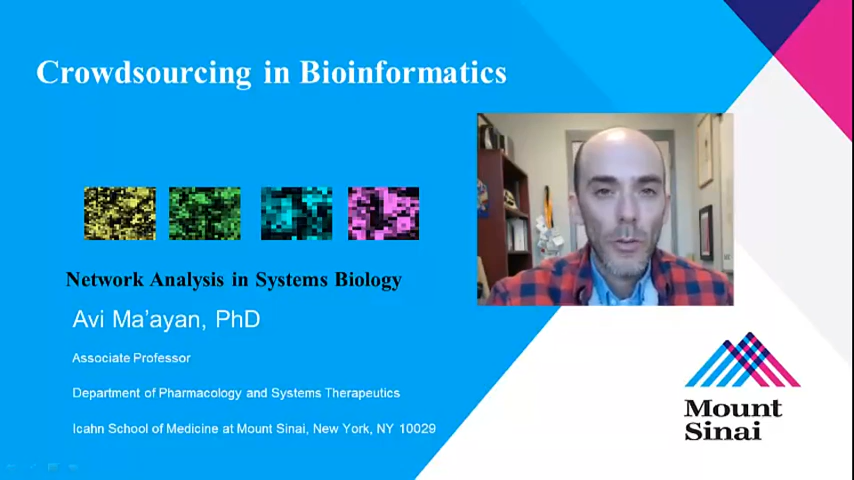 Crowdsourcing in Bioinformatics
Network Analysis in Systems Biology
Avi Ma'ayan, PhD
Associate Professor
Department of Pharmacology and Systems Therapeutics
Icahn School of Medicine at Mount Sinai, New York, NY 10029
Mount
Sinai